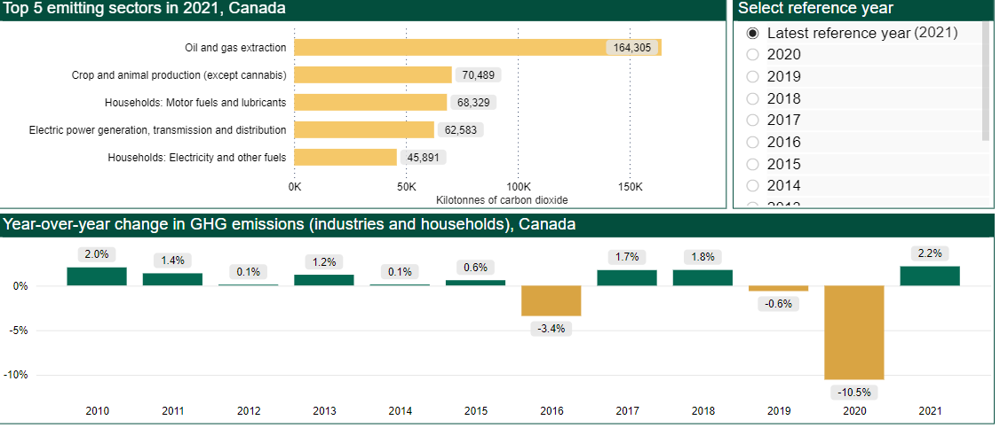 Top 5 emitting sectors in 2021, Canada
Oil and gas extraction
164,305
Crop and animal production (except cannabis)
70,489
Households: Motor fuels and lubricants
68,329
Electric power generation, transmission and distribution
62,583
Households: Electricity and other fuels
45,891
0K
50K
100K
150K
Kilotonnes of carbon dioxide
Select reference year
Latest reference year (2021)
2020
2019
2018
2017
2016
2015
2014
Year-over-year change in GHG emissions (industries and households), Canada
2.0%
1.4%
0.1%
1.2%
0.1%
0.6%
-3.4%
1.7%
1.8%
-0.6%
-10.5%
2.2%
0%
-5%
-10%
2010
2011
2012
2013
2014
2015
2016
2017
2018
2019
2020
2021